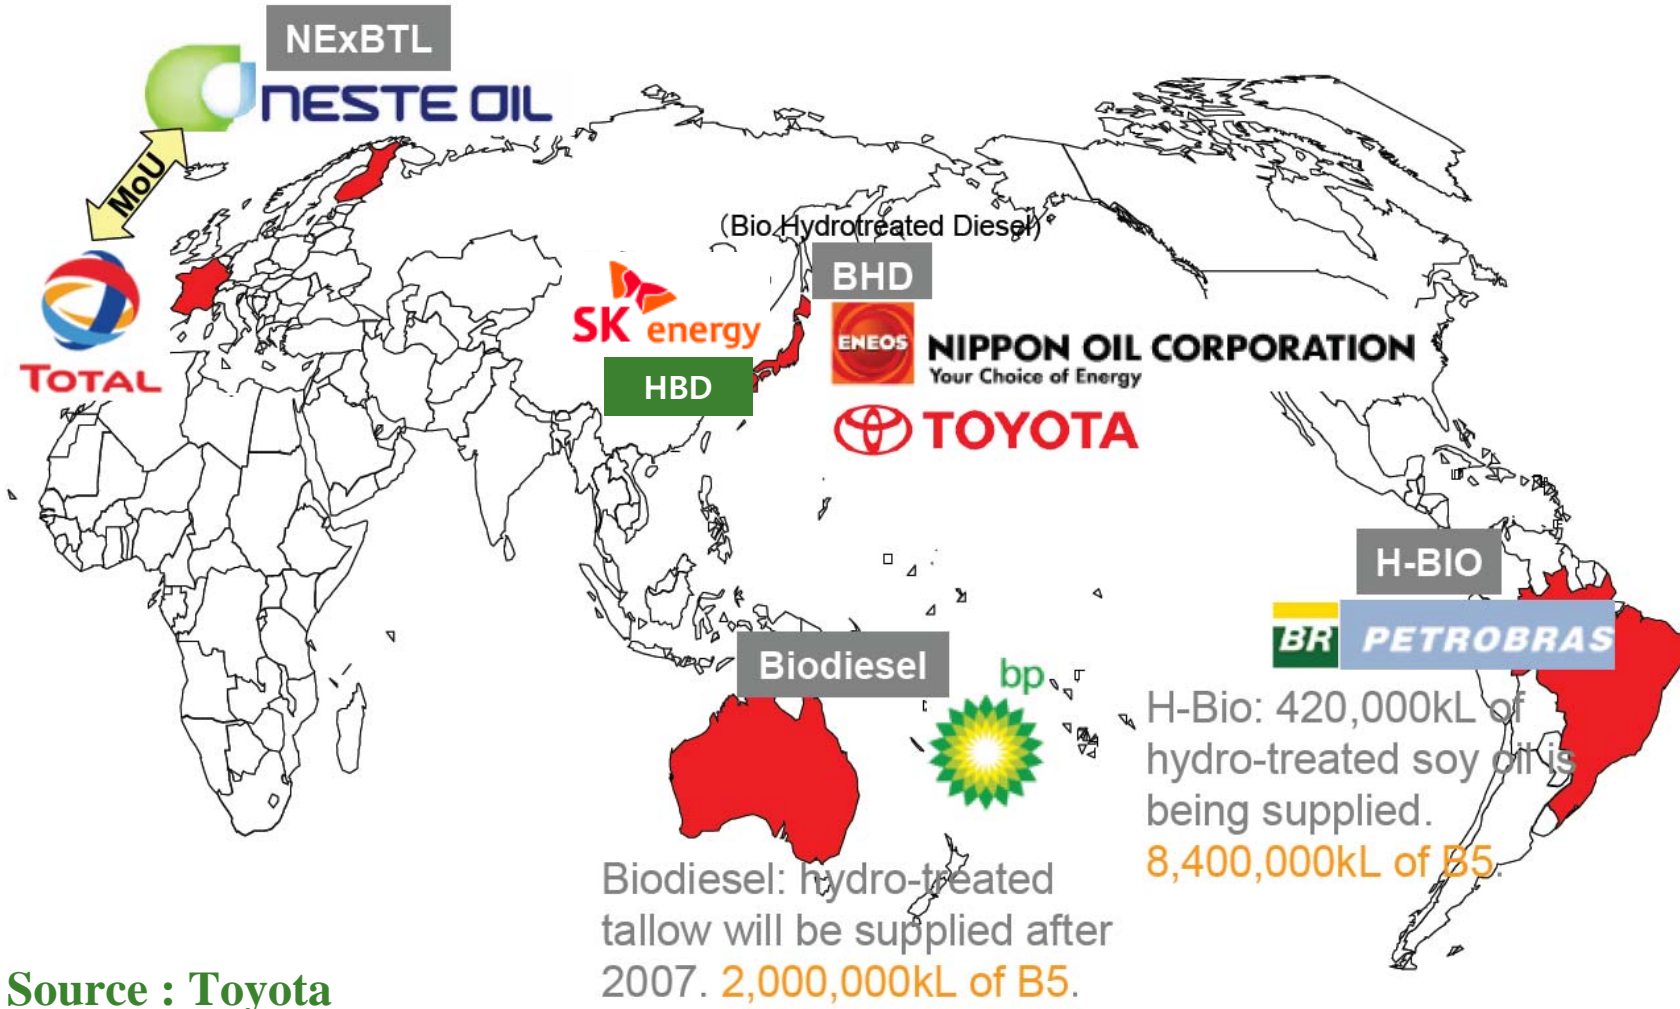 NExBTL
NESTE OIL
MoU
TOTAL
(Bio Hydrotreated Diesel)
BHD
SK energy
HBD
ENEOS
NIPPON OIL CORPORATION
Your Choice of Energy
TOYOTA
H-BIO
BR PETROBRAS
H-Bio: 420,000kL of
hydro-treated soy oil is
being supplied.
8,400,000kL of B5.
Biodiesel
bp
Biodiesel: hydro-treated
tallow will be supplied after
2007. 2,000,000kL of B5.
Source : Toyota